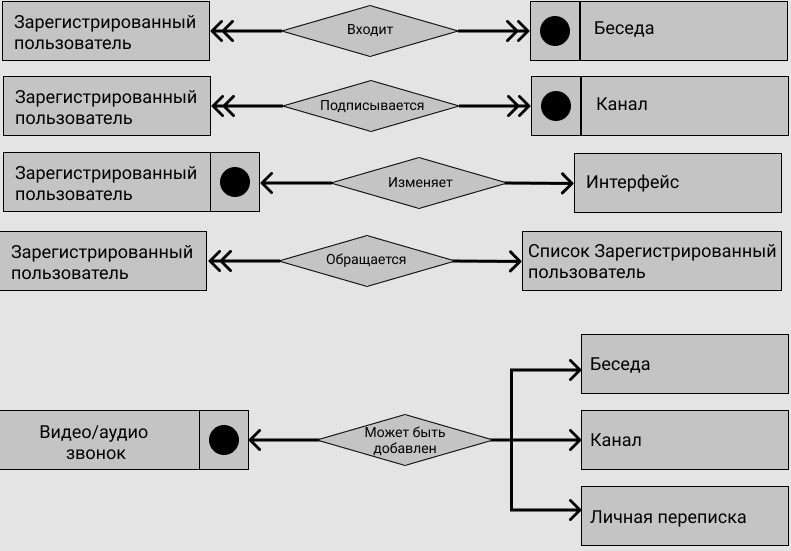 Зарегистрированный
пользователь
Входит
Беседа
Зарегистрированный
пользователь
Подписывается
Канал
Зарегистрированный
пользователь
Изменяет
Интерфейс
Зарегистрированный
пользователь
Обращается
Список Зарегистрированный
пользователь
Беседа
Видео/аудио
звонок
Может быть
добавлен
Канал
Личная переписка